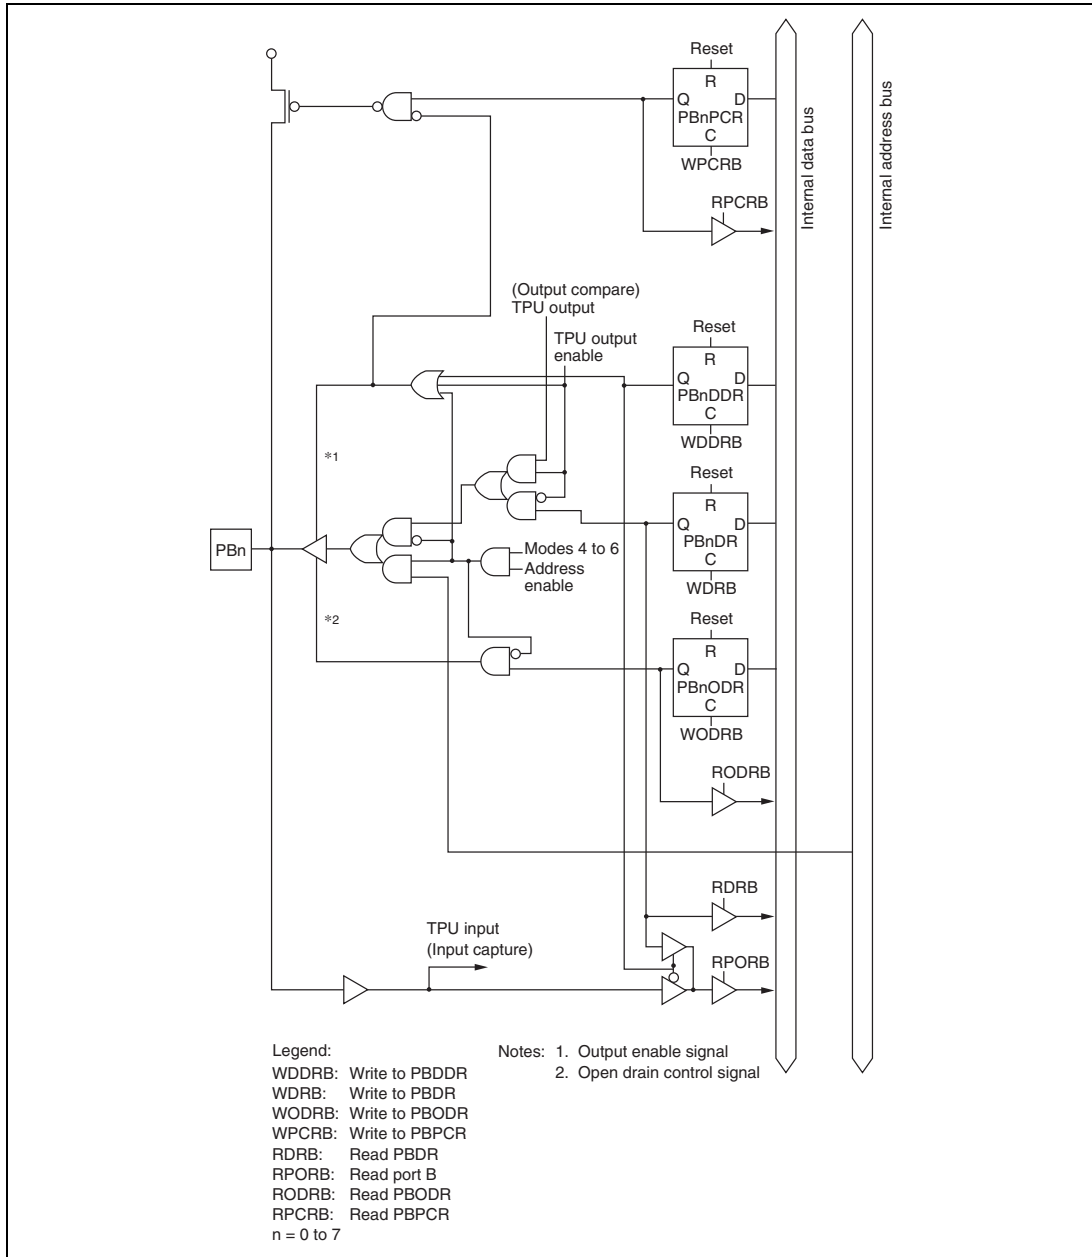 Reset
R
Q D
PBnPCR
C
WPCRB
RPCRB
Internal data bus
Internal address bus
(Output compare)
TPU output
TPU output
enable
Reset
R
Q D
PBnDDR
C
WDDRB
*1
Reset
R
Q D
PBnDR
C
WDRB
PBn
Modes 4 to 6
Address
enable
*2
Reset
R
Q D
PBnODR
C
WODRB
RODRB
RDRB
TPU input
(Input capture)
RPORB
Legend:
WDDRB: Write to PBDDR
WDRB: Write to PBDR
WODRB: Write to PBODR
WPCRB: Write to PBPCR
RDRB: Read PBDR
RPORB: Read port B
RODRB: Read PBODR
RPCRB: Read PBPCR
n = 0 to 7
Notes: 1. Output enable signal
2. Open drain control signal